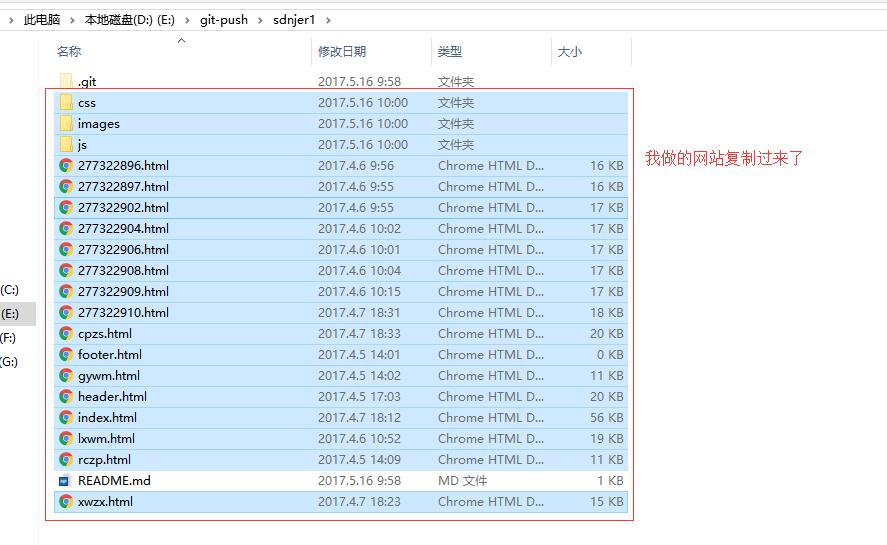 此电脑 > 本地磁盘(D:) (E:) > git-push > sdnjer1 >
名称 修改日期 类型 大小
.git 2017.5.16 9:58 文件夹
css 2017.5.16 10:00 文件夹
images 2017.5.16 10:00 文件夹
js 2017.5.16 10:00 文件夹
我做的网站复制过来了
277322896.html 2017.4.6 9:56 Chrome HTML D... 16 KB
277322897.html 2017.4.6 9:55 Chrome HTML D... 16 KB
277322902.html 2017.4.6 9:55 Chrome HTML D... 17 KB
277322904.html 2017.4.6 10:02 Chrome HTML D... 17 KB
277322906.html 2017.4.6 10:01 Chrome HTML D... 17 KB
277322908.html 2017.4.6 10:04 Chrome HTML D... 17 KB
277322909.html 2017.4.6 10:15 Chrome HTML D... 17 KB
277322910.html 2017.4.7 18:31 Chrome HTML D... 18 KB
cpzs.html 2017.4.7 18:33 Chrome HTML D... 20 KB
footer.html 2017.4.5 14:01 Chrome HTML D... 0 KB
gywm.html 2017.4.5 14:02 Chrome HTML D... 11 KB
header.html 2017.4.5 17:03 Chrome HTML D... 20 KB
index.html 2017.4.7 18:12 Chrome HTML D... 56 KB
lxwm.html 2017.4.6 10:52 Chrome HTML D... 19 KB
rczp.html 2017.4.5 14:09 Chrome HTML D... 11 KB
README.md 2017.5.16 9:58 MD 文件 1 KB
xwzx.html 2017.4.7 18:23 Chrome HTML D... 15 KB
(C:)
(E:)
(F:)
(G:)